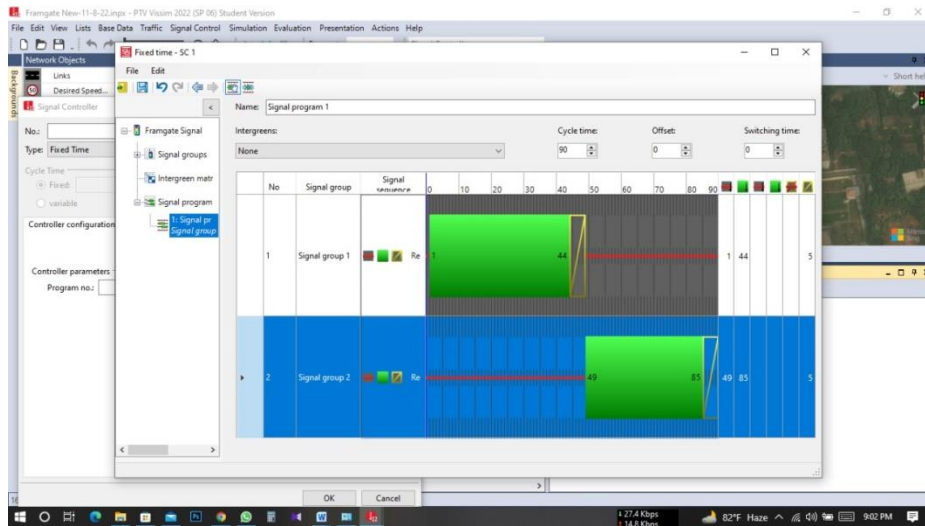 Framgate New-11-8-22.inpx - PTV Vissim 2022 (SP 06) Student Version
File Edit View Lists Base Data Traffic Signal Control Simulation Evaluation Presentation Actions Help
Network Objects
Backgrounds
Links
Desired Speed...
Short hel
Signal Controller
No.:
Type: Fixed Time
Cycle Time
Fixed:
variable
Controller configuration
Controller parameters
Program no.:
OK Cancel
Fixed time - SC 1
File Edit
<
Framgate Signal
Signal groups
Intergreen matr
Signal program
1: Signal pr
Signal group
< >
Name: Signal program 1
Intergreens: Cycle time: Offset: Switching time:
None 90 0 0
No Signal group Signal sequence 0 10 20 30 40 50 60 70 80 90
1 Signal group 1 Re 1 44 1 44 5
2 Signal group 2 Re 49 85 49 85 5
27.4 Kbps
14.8 Kbps
82°F Haze 9:02 PM